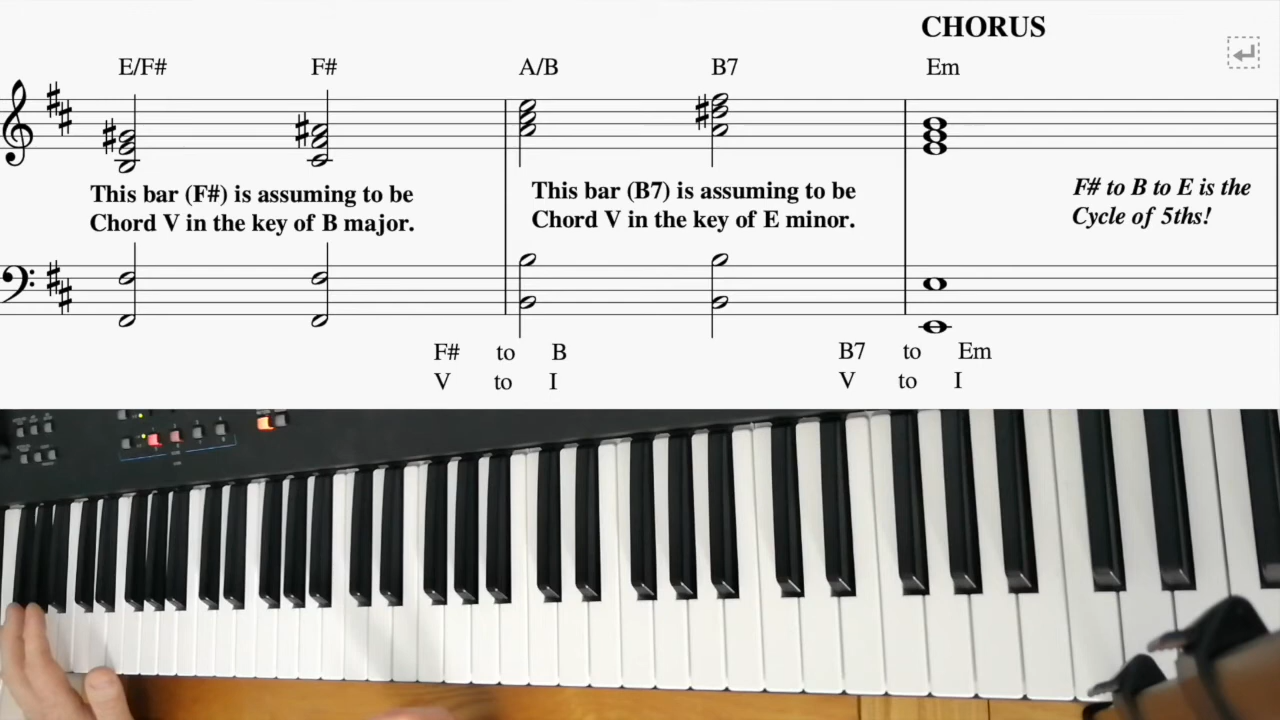 CHORUS
E/F# F# A/B B7 Em
This bar (F#) is assuming to be
Chord V in the key of B major.
This bar (B7) is assuming to be
Chord V in the key of E minor.
F# to B to E is the
Cycle of 5ths!
F# to B
V to I
B7 to Em
V to I